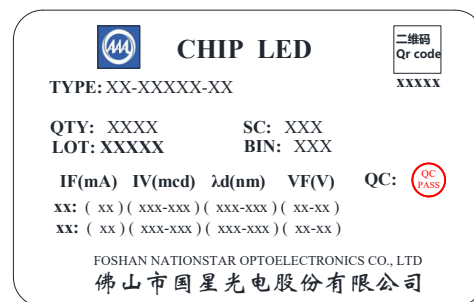 CHIP LED
二维码
Qr code
xxxxx
TYPE: XX-XXXXX-XX
QTY: XXXX SC: XXX
LOT: XXXXX BIN: XXX
IF(mA) IV(mcd) λd(nm) VF(V) QC: QC PASS
xx: ( xx ) ( xxx-xxx ) ( xxx-xxx ) ( xx-xx )
xx: ( xx ) ( xxx-xxx ) ( xxx-xxx ) ( xx-xx )
FOSHAN NATIONSTAR OPTOELECTRONICS CO., LTD
佛山市国星光电股份有限公司